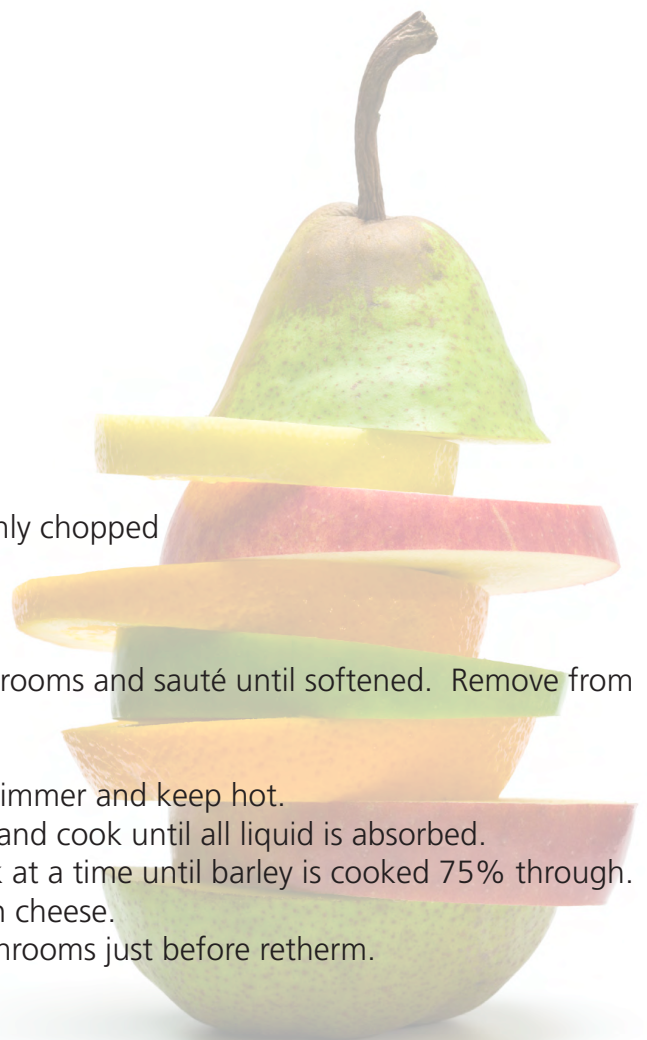 nly chopped
rooms and sauté until softened. Remove from
immer and keep hot.
and cook until all liquid is absorbed.
at a time until barley is cooked 75% through.
cheese.
hrooms just before retherm.